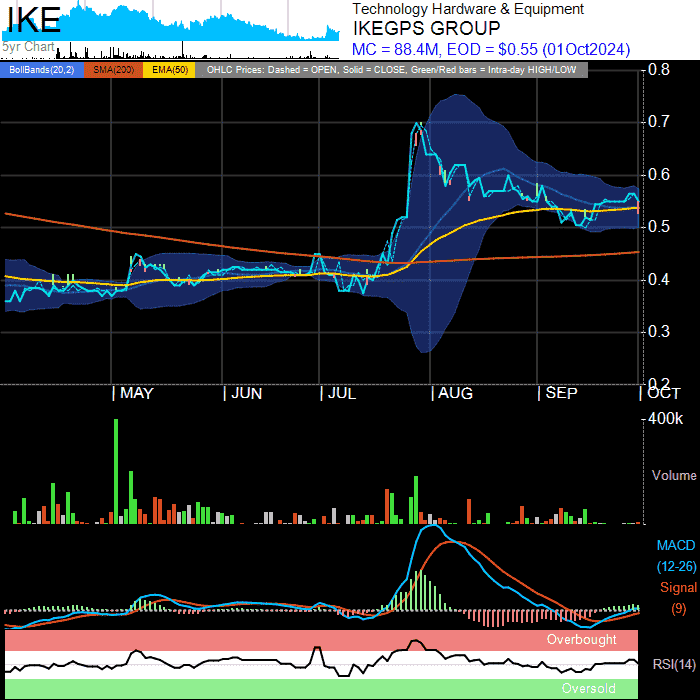 IKE
5yr Chart
Technology Hardware & Equipment
IKEGPS GROUP
MC = 88.4M, EOD = $0.55 (01Oct2024)
BollBands(20,2) SMA(200) EMA(50) OHLC Prices: Dashed = OPEN, Solid = CLOSE, Green/Red bars = Intra-day HIGH/LOW
0.8
0.7
0.6
0.5
0.4
0.3
0.2
| MAY | JUN | JUL | AUG | SEP | OCT
400k
Volume
MACD
(12-26)
Signal
(9)
Overbought
RSI(14)
Oversold